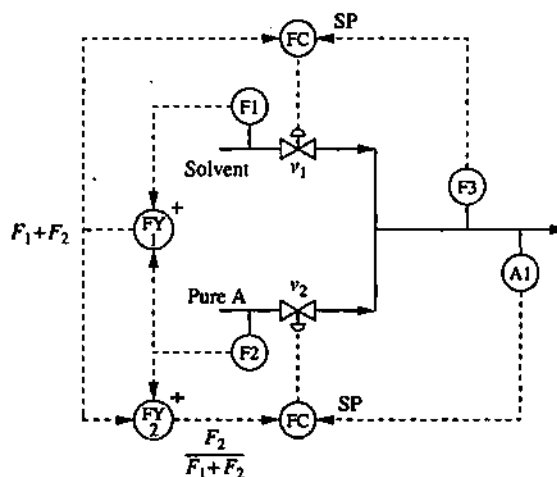 FC
SP
F1
Solvent
v₁
F3
+
FY
1
F₁+F₂
A1
Pure A
v₂
F2
+
FY
2
FC
SP
F₂
F₁+F₂